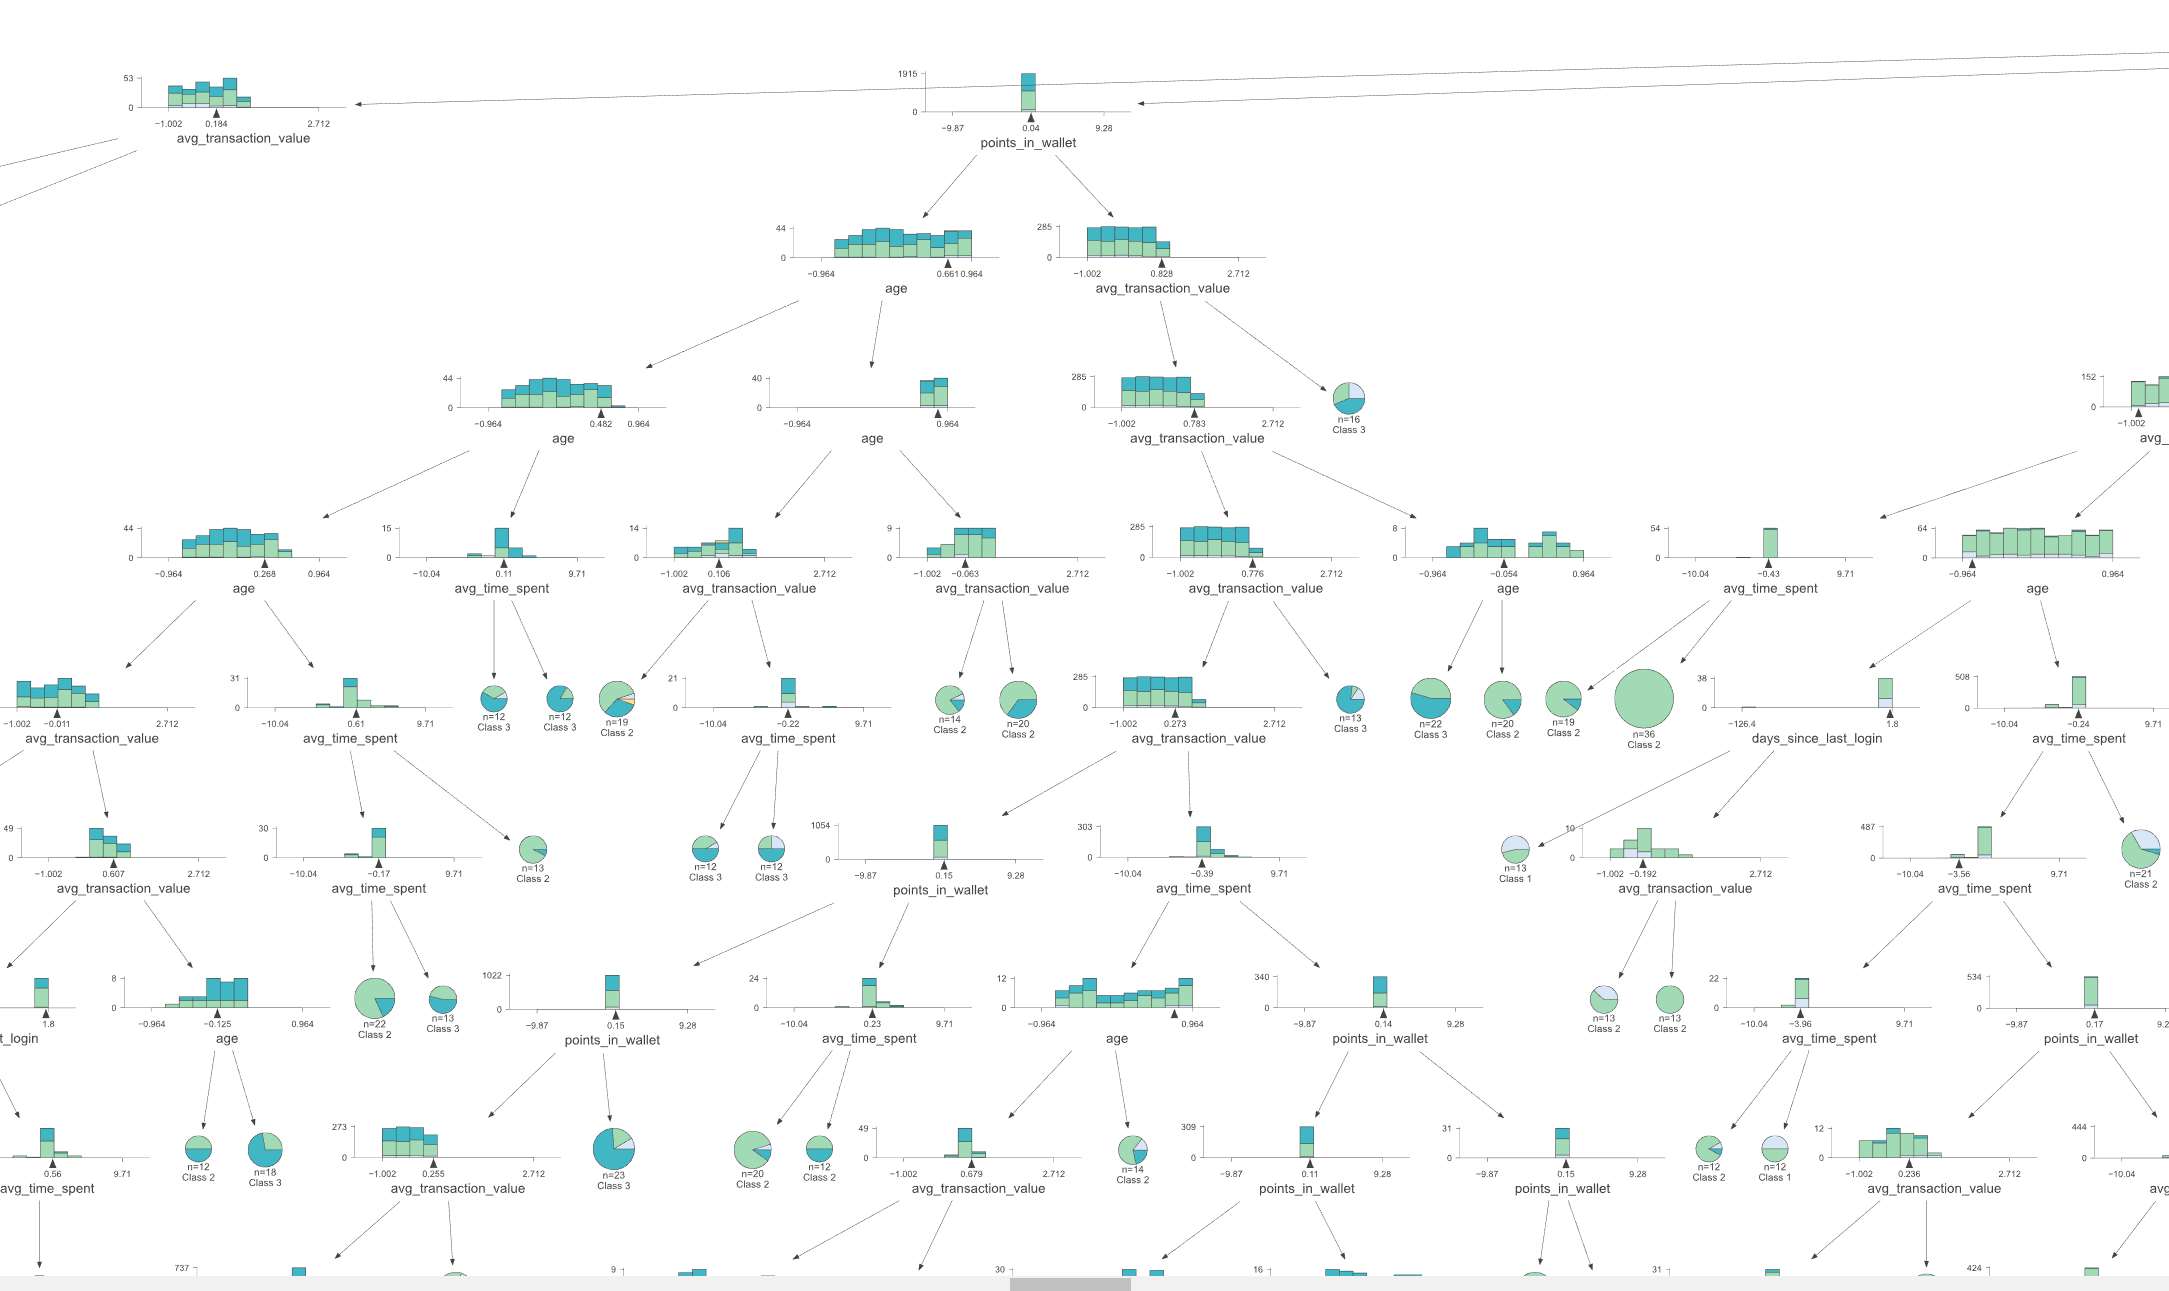 53
0
−1.002 0.184 2.712
avg_transaction_value
1915
0
−9.87 0.04 9.28
points_in_wallet
44
0
−0.964 0.661 0.964
age
285
0
−1.002 0.828 2.712
avg_transaction_value
44
0
−0.964 0.482 0.964
age
40
0
−0.964 0.964
age
285
0
−1.002 0.783 2.712
avg_transaction_value
n=16
Class 3
152
0
−1.002
avg_
44
0
−0.964 0.268 0.964
age
15
0
−10.04 0.11 9.71
avg_time_spent
14
0
−1.002 0.106 2.712
avg_transaction_value
9
0
−1.002 −0.063 2.712
avg_transaction_value
285
0
−1.002 0.776 2.712
avg_transaction_value
8
0
−0.964 −0.054 0.964
age
54
0
−10.04 −0.43 9.71
avg_time_spent
64
0
−0.964 0.964
age
−1.002 −0.011 2.712
avg_transaction_value
31
0
−10.04 0.61 9.71
avg_time_spent
n=12
Class 3
n=12
Class 3
n=19
Class 2
21
0
−10.04 −0.22 9.71
avg_time_spent
n=14
Class 2
n=20
Class 2
285
0
−1.002 0.273 2.712
avg_transaction_value
n=13
Class 3
n=22
Class 3
n=20
Class 2
n=19
Class 2
n=36
Class 2
38
0
−126.4 1.8
days_since_last_login
508
0
−10.04 −0.24 9.71
avg_time_spent
49
0
−1.002 0.607 2.712
avg_transaction_value
30
0
−10.04 −0.17 9.71
avg_time_spent
n=13
Class 2
n=12
Class 3
n=12
Class 3
1054
0
−9.87 0.15 9.28
points_in_wallet
303
0
−10.04 −0.39 9.71
avg_time_spent
n=13
Class 1
10
0
−1.002 −0.192 2.712
avg_transaction_value
487
0
−10.04 −3.56 9.71
avg_time_spent
n=21
Class 2
1.8
t_login
8
0
−0.964 −0.125 0.964
age
n=22
Class 2
n=13
Class 3
1022
0
−9.87 0.15 9.28
points_in_wallet
24
0
−10.04 0.23 9.71
avg_time_spent
12
0
−0.964 0.964
age
340
0
−9.87 0.14 9.28
points_in_wallet
n=13
Class 2
n=13
Class 2
22
0
−10.04 −3.96 9.71
avg_time_spent
534
0
−9.87 0.17 9.2
points_in_wallet
0.56 9.71
avg_time_spent
n=12
Class 2
n=18
Class 3
273
0
−1.002 0.255 2.712
avg_transaction_value
n=23
Class 3
n=20
Class 2
n=12
Class 2
49
0
−1.002 0.679 2.712
avg_transaction_value
n=14
Class 2
309
0
−9.87 0.11 9.28
points_in_wallet
31
0
−9.87 0.15 9.28
points_in_wallet
n=12
Class 2
n=12
Class 1
12
0
−1.002 0.236 2.712
avg_transaction_value
444
0
−10.04
avg
737
9
30
16
31
424